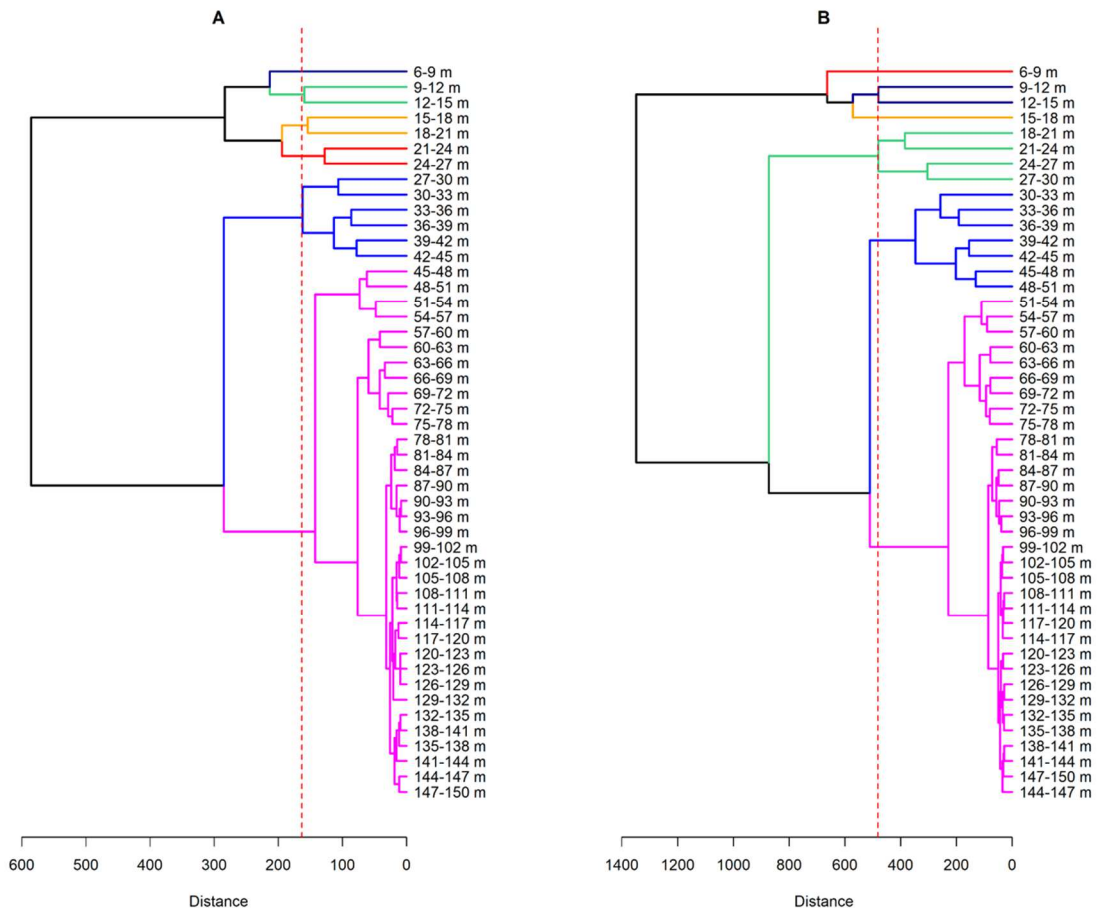 A
6-9 m
9-12 m
12-15 m
15-18 m
18-21 m
21-24 m
24-27 m
27-30 m
30-33 m
33-36 m
36-39 m
39-42 m
42-45 m
45-48 m
48-51 m
51-54 m
54-57 m
57-60 m
60-63 m
63-66 m
66-69 m
69-72 m
72-75 m
75-78 m
78-81 m
81-84 m
84-87 m
87-90 m
90-93 m
93-96 m
96-99 m
99-102 m
102-105 m
105-108 m
108-111 m
111-114 m
114-117 m
117-120 m
120-123 m
123-126 m
126-129 m
129-132 m
132-135 m
138-141 m
135-138 m
141-144 m
144-147 m
147-150 m
600 500 400 300 200 100 0
Distance
B
6-9 m
9-12 m
12-15 m
15-18 m
18-21 m
21-24 m
24-27 m
27-30 m
30-33 m
33-36 m
36-39 m
39-42 m
42-45 m
45-48 m
48-51 m
51-54 m
54-57 m
57-60 m
60-63 m
63-66 m
66-69 m
69-72 m
72-75 m
75-78 m
78-81 m
81-84 m
84-87 m
87-90 m
90-93 m
93-96 m
96-99 m
99-102 m
102-105 m
105-108 m
108-111 m
111-114 m
117-120 m
114-117 m
120-123 m
123-126 m
126-129 m
129-132 m
132-135 m
135-138 m
138-141 m
141-144 m
147-150 m
144-147 m
1400 1200 1000 800 600 400 200 0
Distance